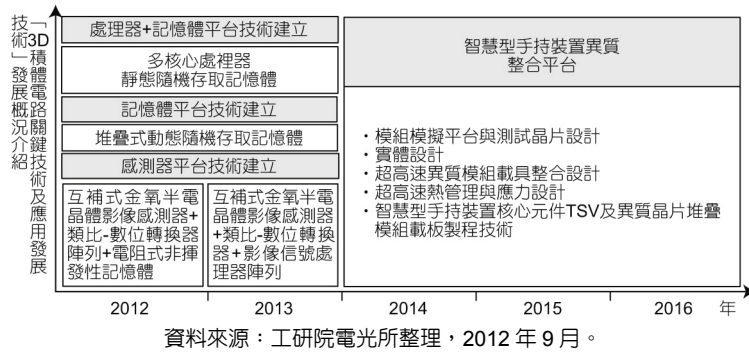 「3D積體電路關鍵技術及應用發展
技術」發展概況介紹
處理器+記憶體平台技術建立
多核心處裡器
靜態隨機存取記憶體
記憶體平台技術建立
堆疊式動態隨機存取記憶體
感測器平台技術建立
互補式金氧半電
晶體影像感測器+
類比-數位轉換器
陣列+電阻式非揮
發性記憶體
互補式金氧半電
晶體影像感測器
+類比-數位轉換
器+影像信號處
理器陣列
智慧型手持裝置異質
整合平台
・模組模擬平台與測試晶片設計
・實體設計
・超高速異質模組載具整合設計
・超高速熱管理與應力設計
・智慧型手持裝置核心元件TSV及異質晶片堆疊
模組載板製程技術
2012 2013 2014 2015 2016 年
資料來源：工研院電光所整理，2012 年 9 月。